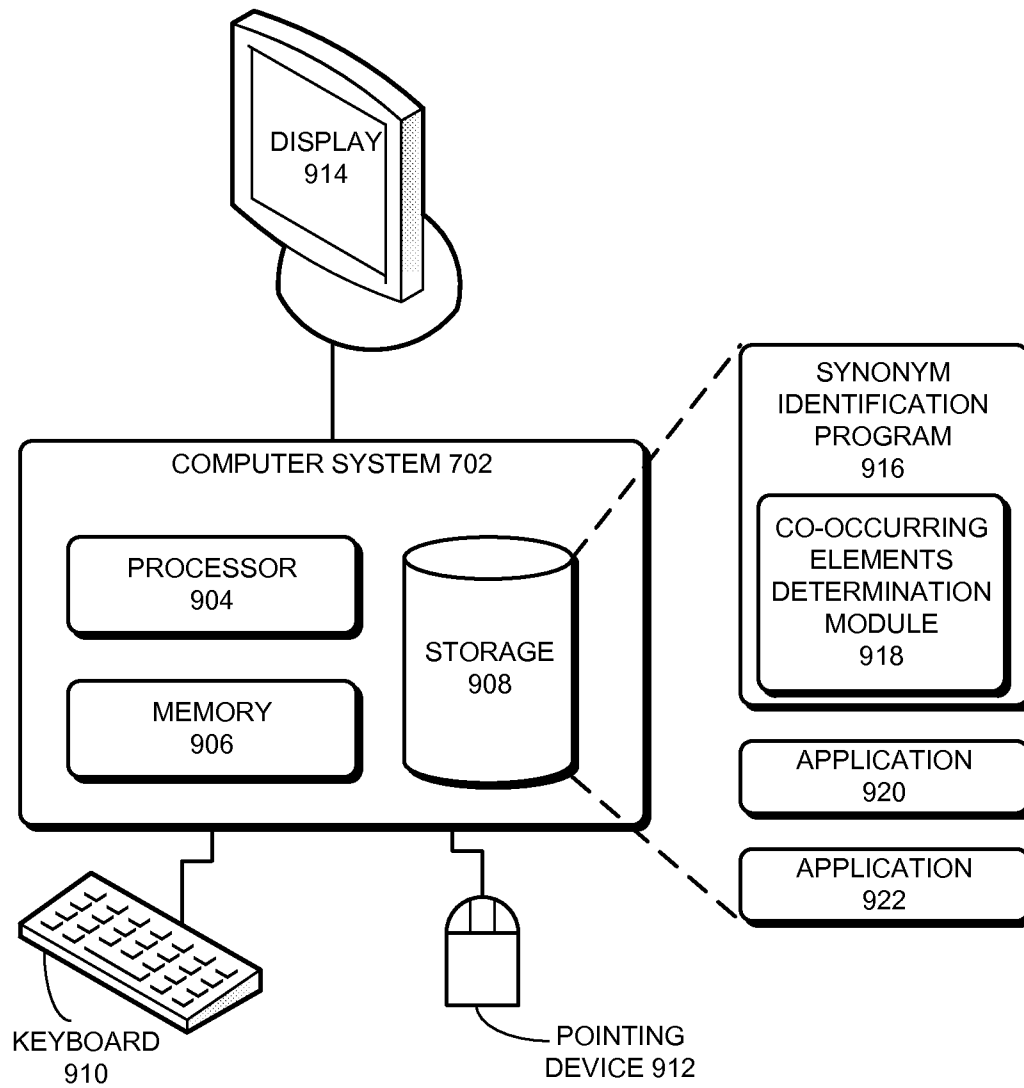 DISPLAY
914
COMPUTER SYSTEM 702
PROCESSOR
904
MEMORY
906
STORAGE
908
SYNONYM
IDENTIFICATION
PROGRAM
916
CO-OCCURRING
ELEMENTS
DETERMINATION
MODULE
918
APPLICATION
920
APPLICATION
922
KEYBOARD
910
POINTING
DEVICE 912